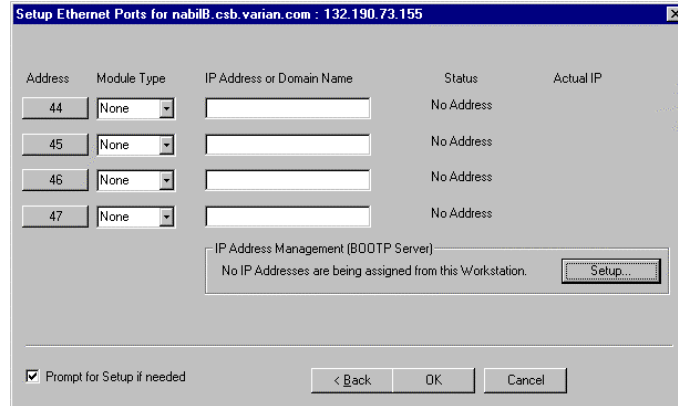 Setup Ethernet Ports for nabilB.csb.varian.com : 132.190.73.155
Address Module Type IP Address or Domain Name Status Actual IP
44 None No Address
45 None No Address
46 None No Address
47 None No Address
IP Address Management (BOOTP Server)
No IP Addresses are being assigned from this Workstation. Setup...
Prompt for Setup if needed < Back OK Cancel